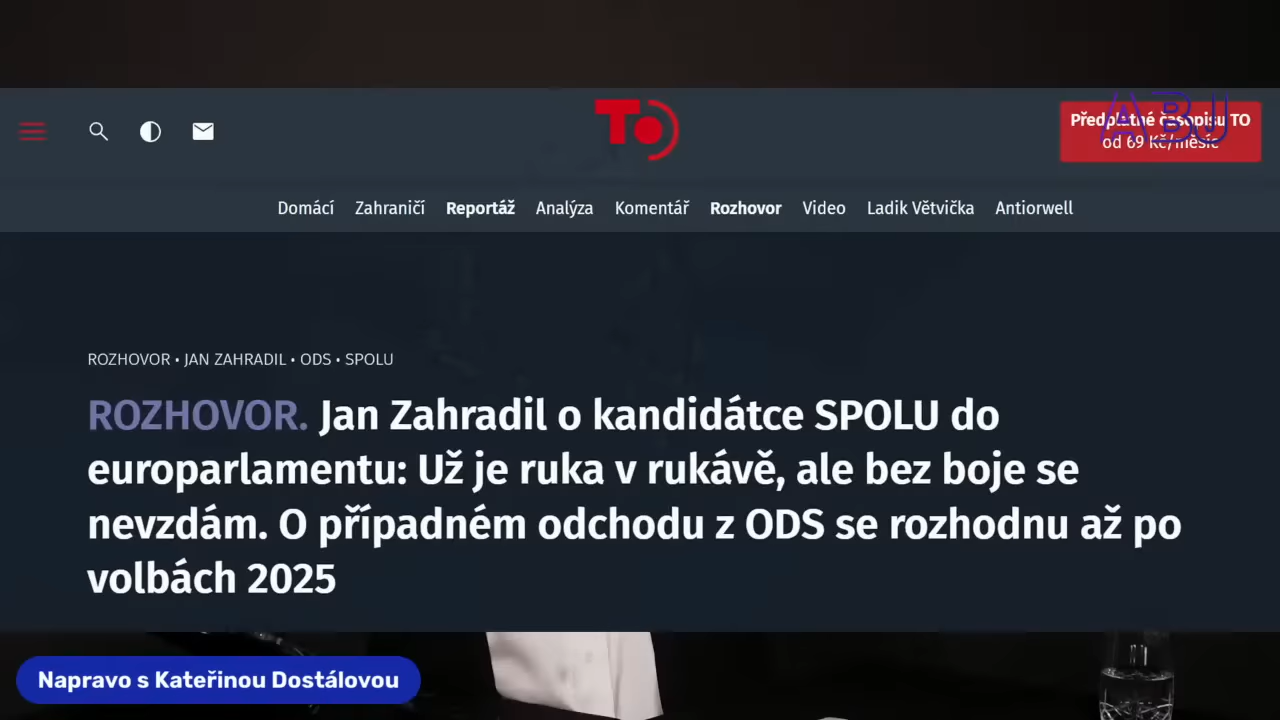 TO
ABJ
Předplatné časopisu TO
od 69 Kč/měsíc
Domácí Zahraničí Reportáž Analýza Komentář Rozhovor Video Ladik Větvička Antiorwell
ROZHOVOR • JAN ZAHRADIL • ODS • SPOLU
ROZHOVOR. Jan Zahradil o kandidátce SPOLU do
europarlamentu: Už je ruka v rukávě, ale bez boje se
nevzdám. O případném odchodu z ODS se rozhodnu až po
volbách 2025
Napravo s Kateřinou Dostálovou